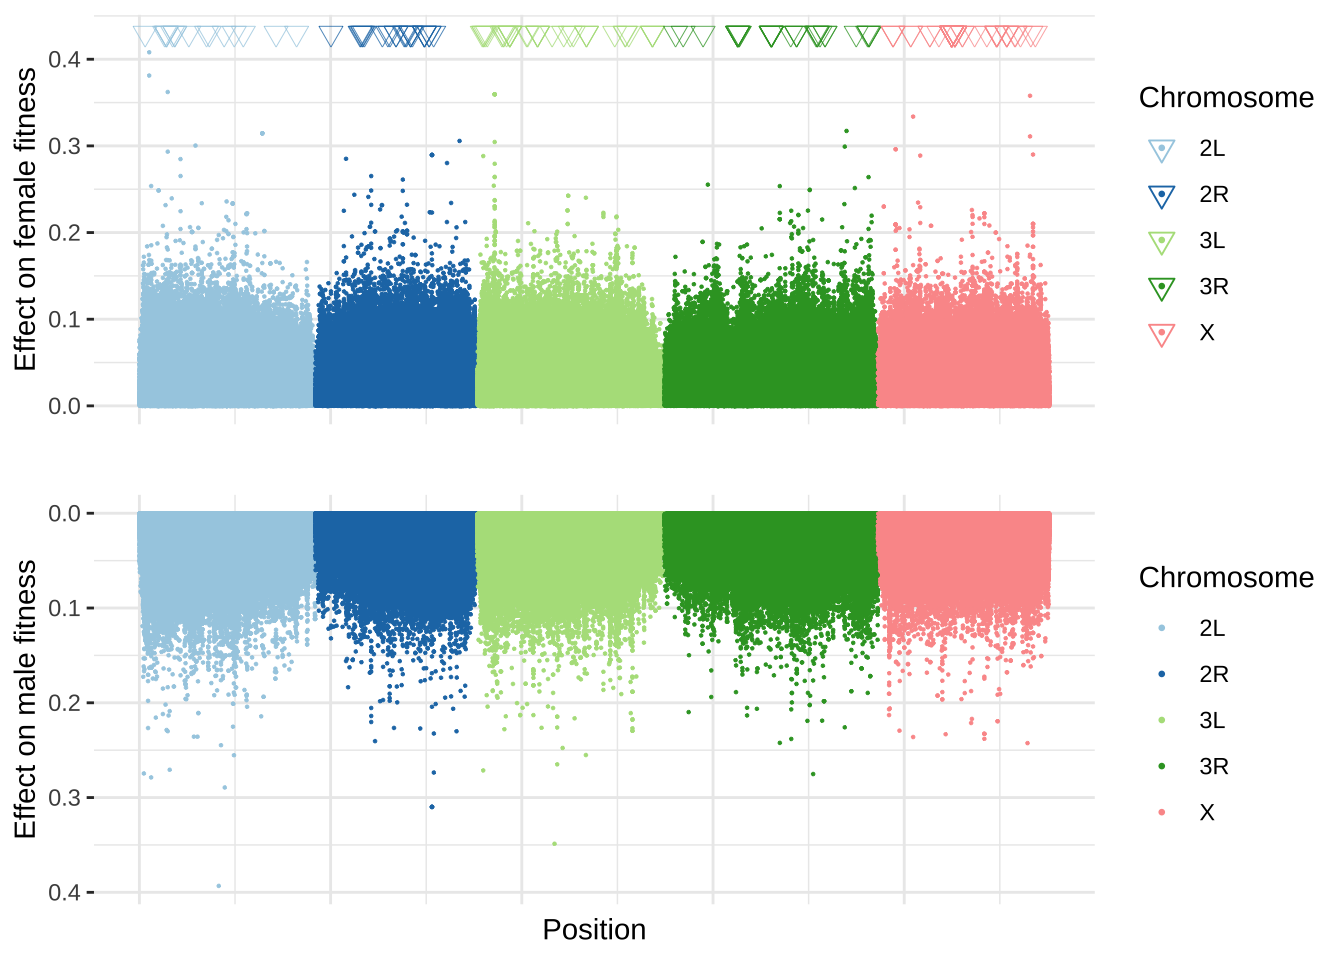 Effect on female fitness
0.4
0.3
0.2
0.1
0.0
Chromosome
2L
2R
3L
3R
X
Effect on male fitness
0.0
0.1
0.2
0.3
0.4
Position
Chromosome
2L
2R
3L
3R
X